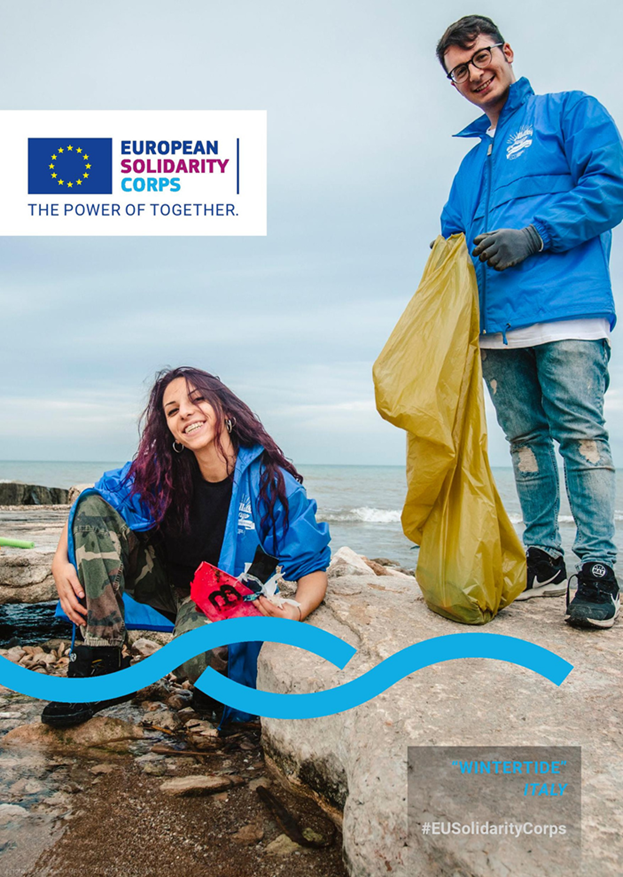 EUROPEAN
SOLIDARITY
CORPS
THE POWER OF TOGETHER.
m
"WINTERTIDE"
ITALY
#EUSolidarityCorps